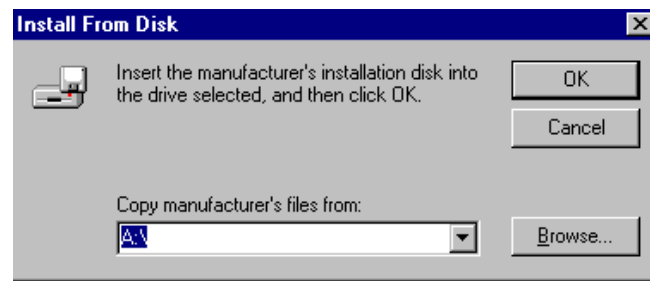 Install From Disk
Insert the manufacturer's installation disk into
the drive selected, and then click OK.
OK
Cancel
Copy manufacturer's files from:
A:\
Browse...